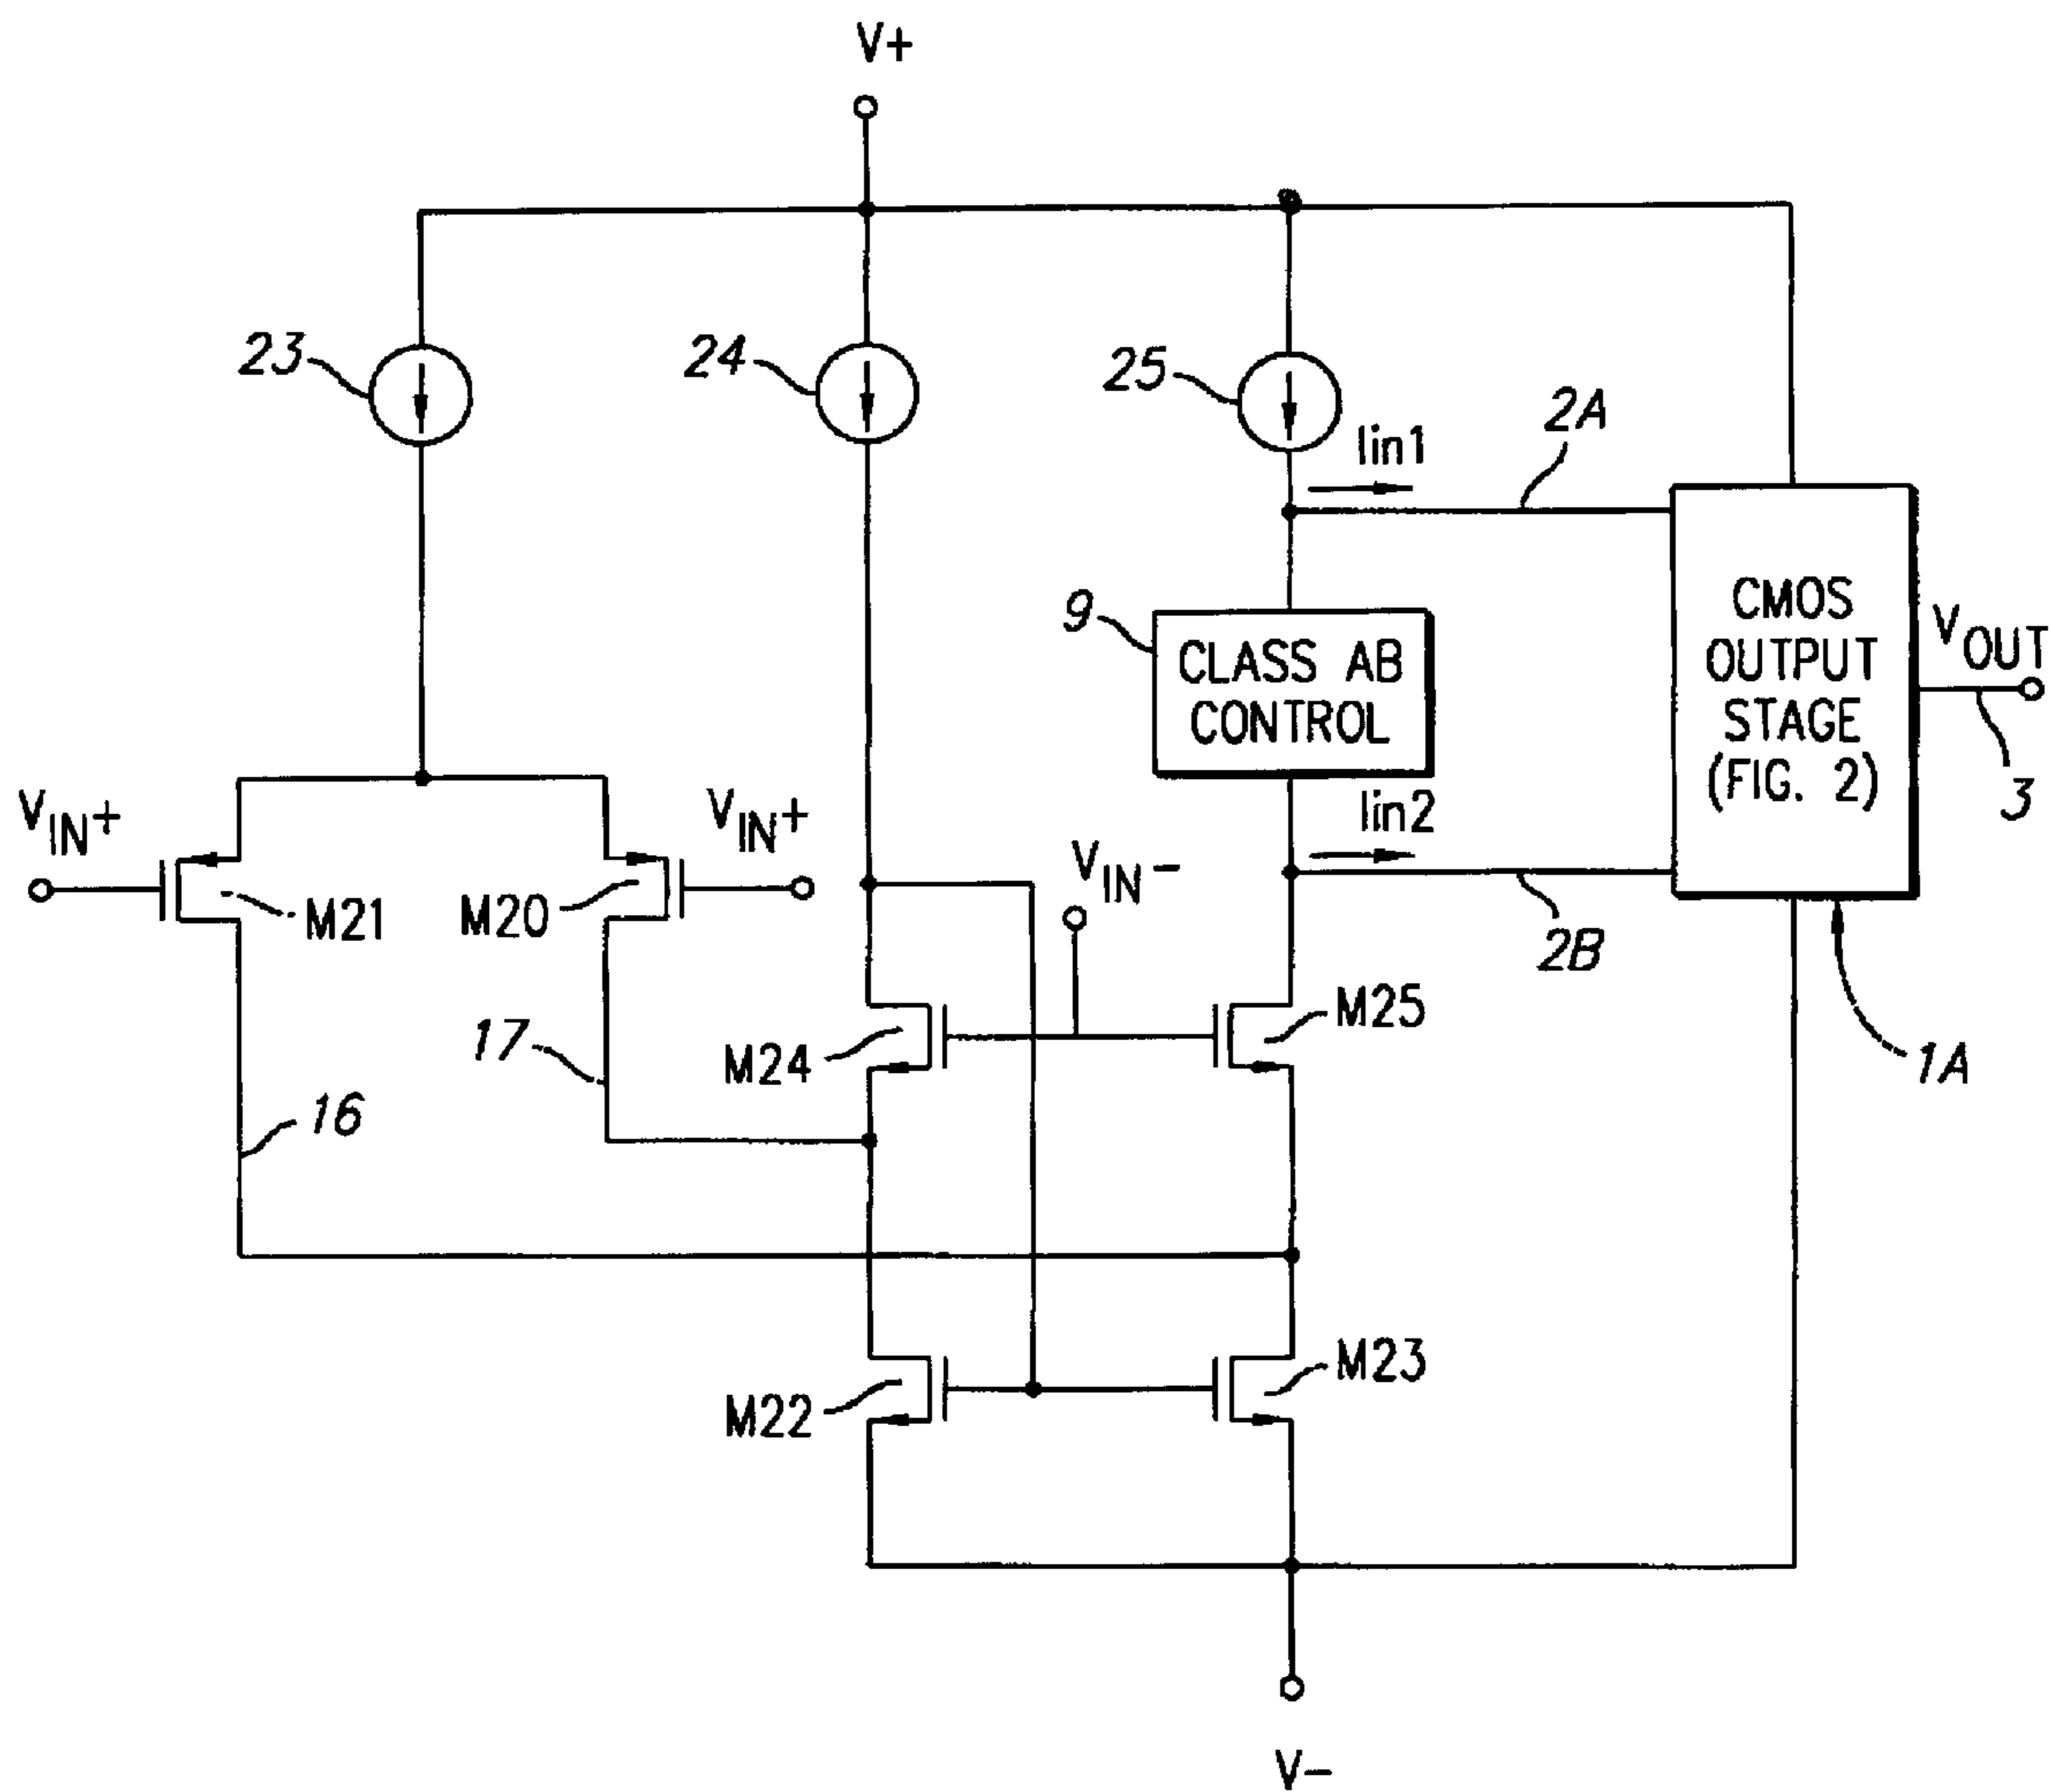 V+
23
24
25
Iin1
2A
9
CLASS AB
CONTROL
CMOS
OUTPUT
STAGE
(FIG. 2)
VOUT
3
VIN+
M21
M20
VIN+
VIN-
Iin2
2B
1A
17
M24
M25
16
M22
M23
V-